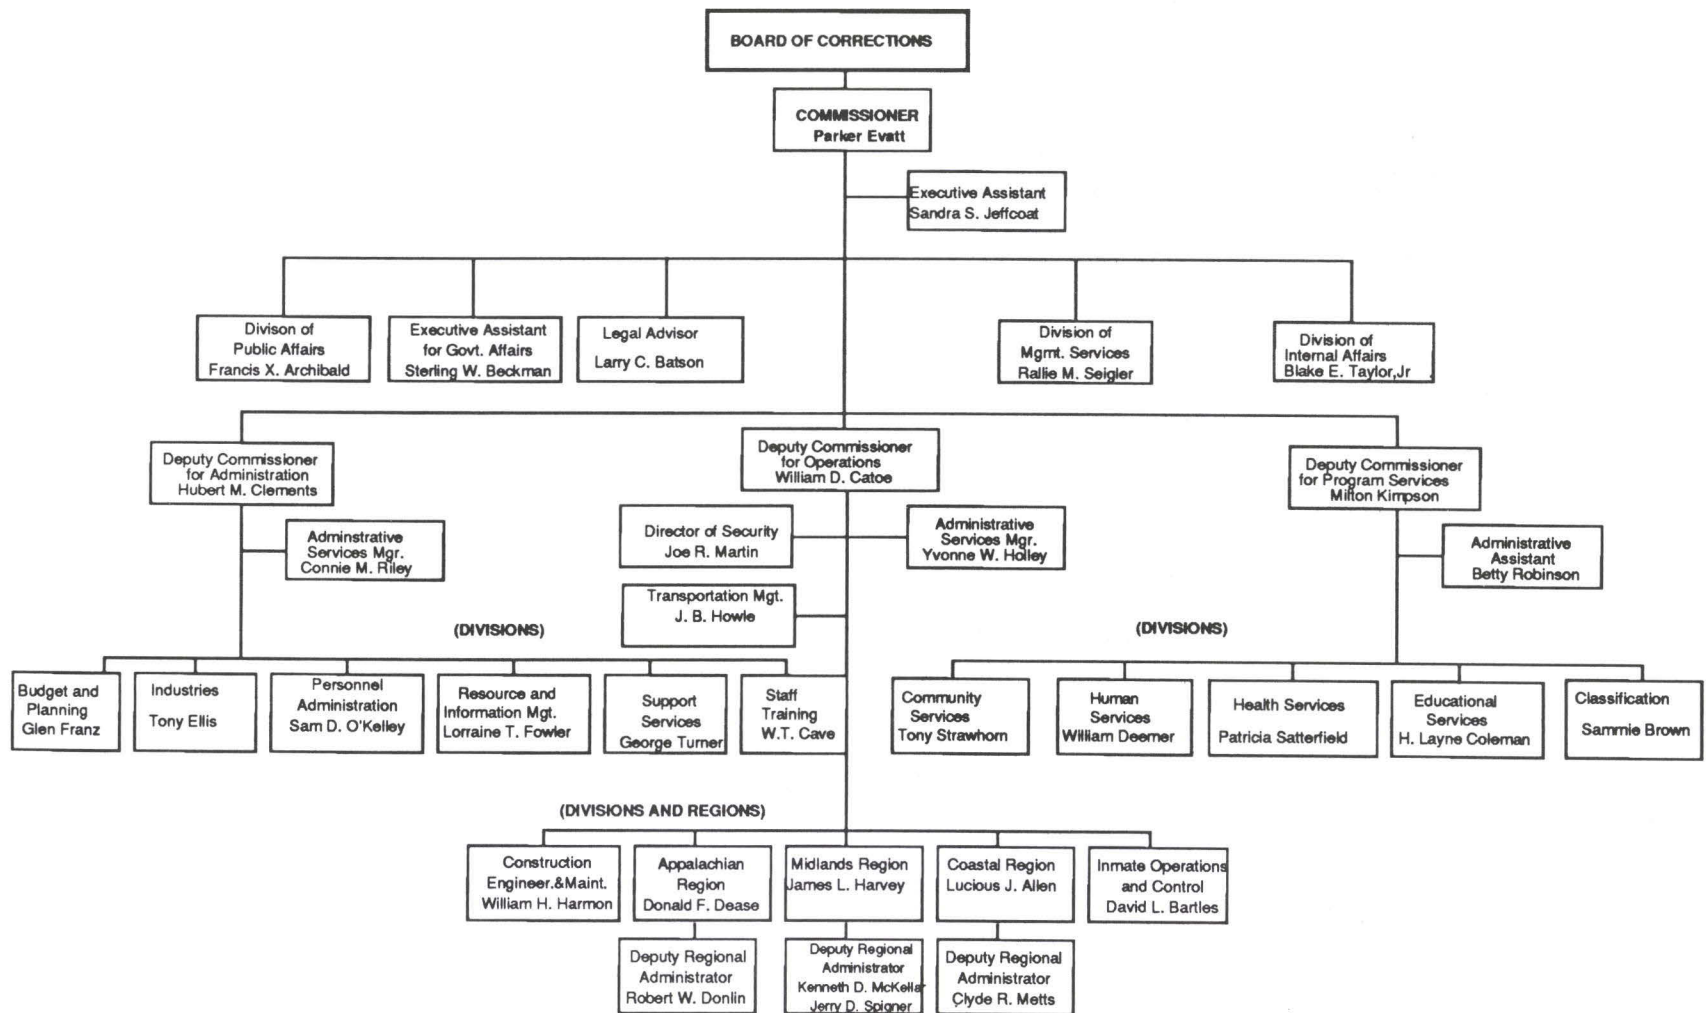 BOARD OF CORRECTIONS
COMMISSIONER
Parker Evatt
Executive Assistant
Sandra S. Jeffcoat
Divison of
Public Affairs
Francis X. Archibald
Executive Assistant
for Govt. Affairs
Sterling W. Beckman
Legal Advisor
Larry C. Batson
Division of
Mgmt. Services
Rallie M. Seigler
Division of
Internal Affairs
Blake E. Taylor,Jr.
Deputy Commissioner
for Administration
Hubert M. Clements
Deputy Commissioner
for Operations
William D. Catoe
Deputy Commissioner
for Program Services
Milton Kimpson
Adminstrative
Services Mgr.
Connie M. Riley
Director of Security
Joe R. Martin
Administrative
Services Mgr.
Yvonne W. Holley
Administrative
Assistant
Betty Robinson
Transportation Mgt.
J. B. Howle
(DIVISIONS)
(DIVISIONS)
Budget and
Planning
Glen Franz
Industries
Tony Ellis
Personnel
Administration
Sam D. O'Kelley
Resource and
Information Mgt.
Lorraine T. Fowler
Support
Services
George Turner
Staff
Training
W.T. Cave
Community
Services
Tony Strawhorn
Human
Services
William Deemer
Health Services
Patricia Satterfield
Educational
Services
H. Layne Coleman
Classification
Sammie Brown
(DIVISIONS AND REGIONS)
Construction
Engineer.&Maint.
William H. Harmon
Appalachian
Region
Donald F. Dease
Midlands Region
James L. Harvey
Coastal Region
Lucious J. Allen
Inmate Operations
and Control
David L. Bartles
Deputy Regional
Administrator
Robert W. Donlin
Deputy Regional
Administrator
Kenneth D. McKellar
Jerry D. Spigner
Deputy Regional
Administrator
Clyde R. Metts